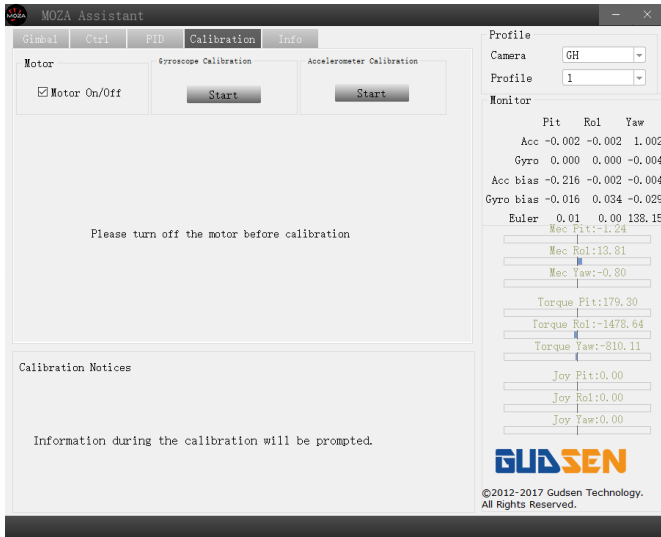 MOZA MOZA Assistant
Gimbal Ctrl PID Calibration Info
Motor
Motor On/Off
Gyroscope Calibration
Start
Accelerometer Calibration
Start
Please turn off the motor before calibration
Calibration Notices
Information during the calibration will be prompted.
Profile
Camera GH
Profile 1
Monitor
Pit Rol Yaw
Acc -0.002 -0.002 1.002
Gyro 0.000 0.000 -0.004
Acc bias -0.216 -0.002 -0.004
Gyro bias -0.016 0.034 -0.029
Euler 0.01 0.00 138.15
Mec Pit:-1.24
Mec Rol:13.81
Mec Yaw:-0.80
Torque Pit:179.30
Torque Rol:-1478.64
Torque Yaw:-810.11
Joy Pit:0.00
Joy Rol:0.00
Joy Yaw:0.00
GUDSEN
©2012-2017 Gudsen Technology.
All Rights Reserved.